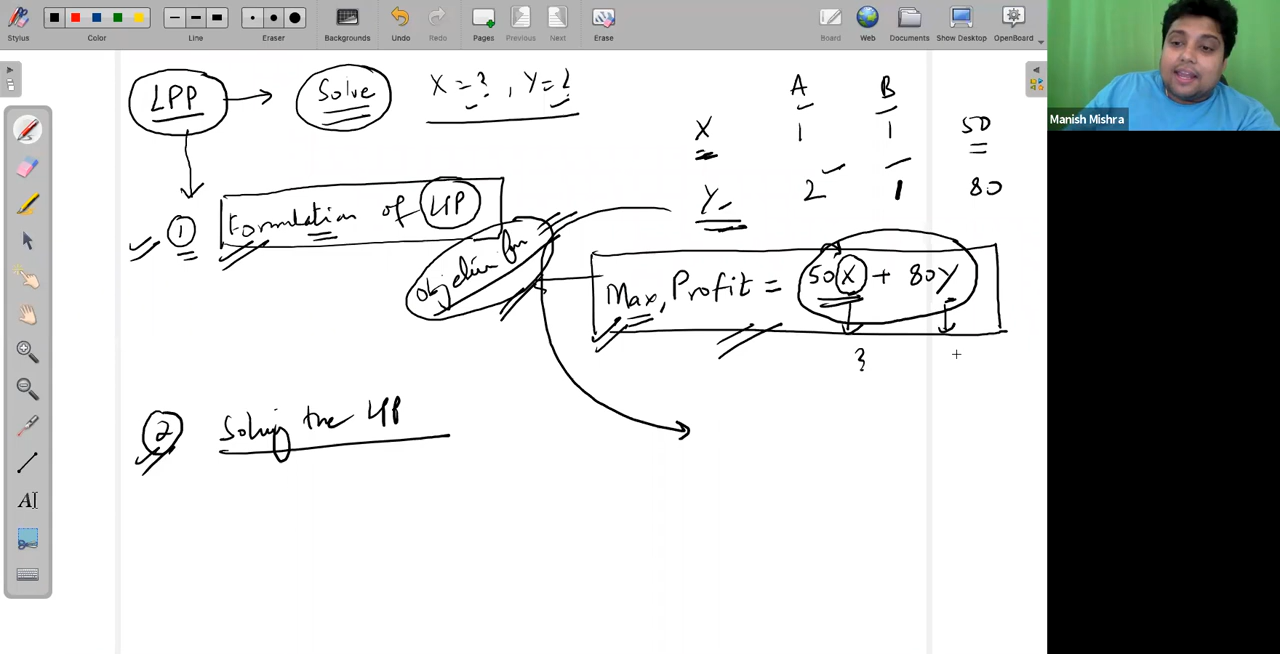 Stylus
Color
Line
Eraser
Backgrounds
Undo
Redo
Pages
Previous
Next
Erase
Board
Web
Documents
Show Desktop
OpenBoard
Manish Mishra
LPP → Solve X = ?, Y = ?
A B
X 1 1 50
Y 2 1 80
① Formulation of LPP
Objective fn
Max, Profit = 50X + 80Y
② Solving the LPP
AI